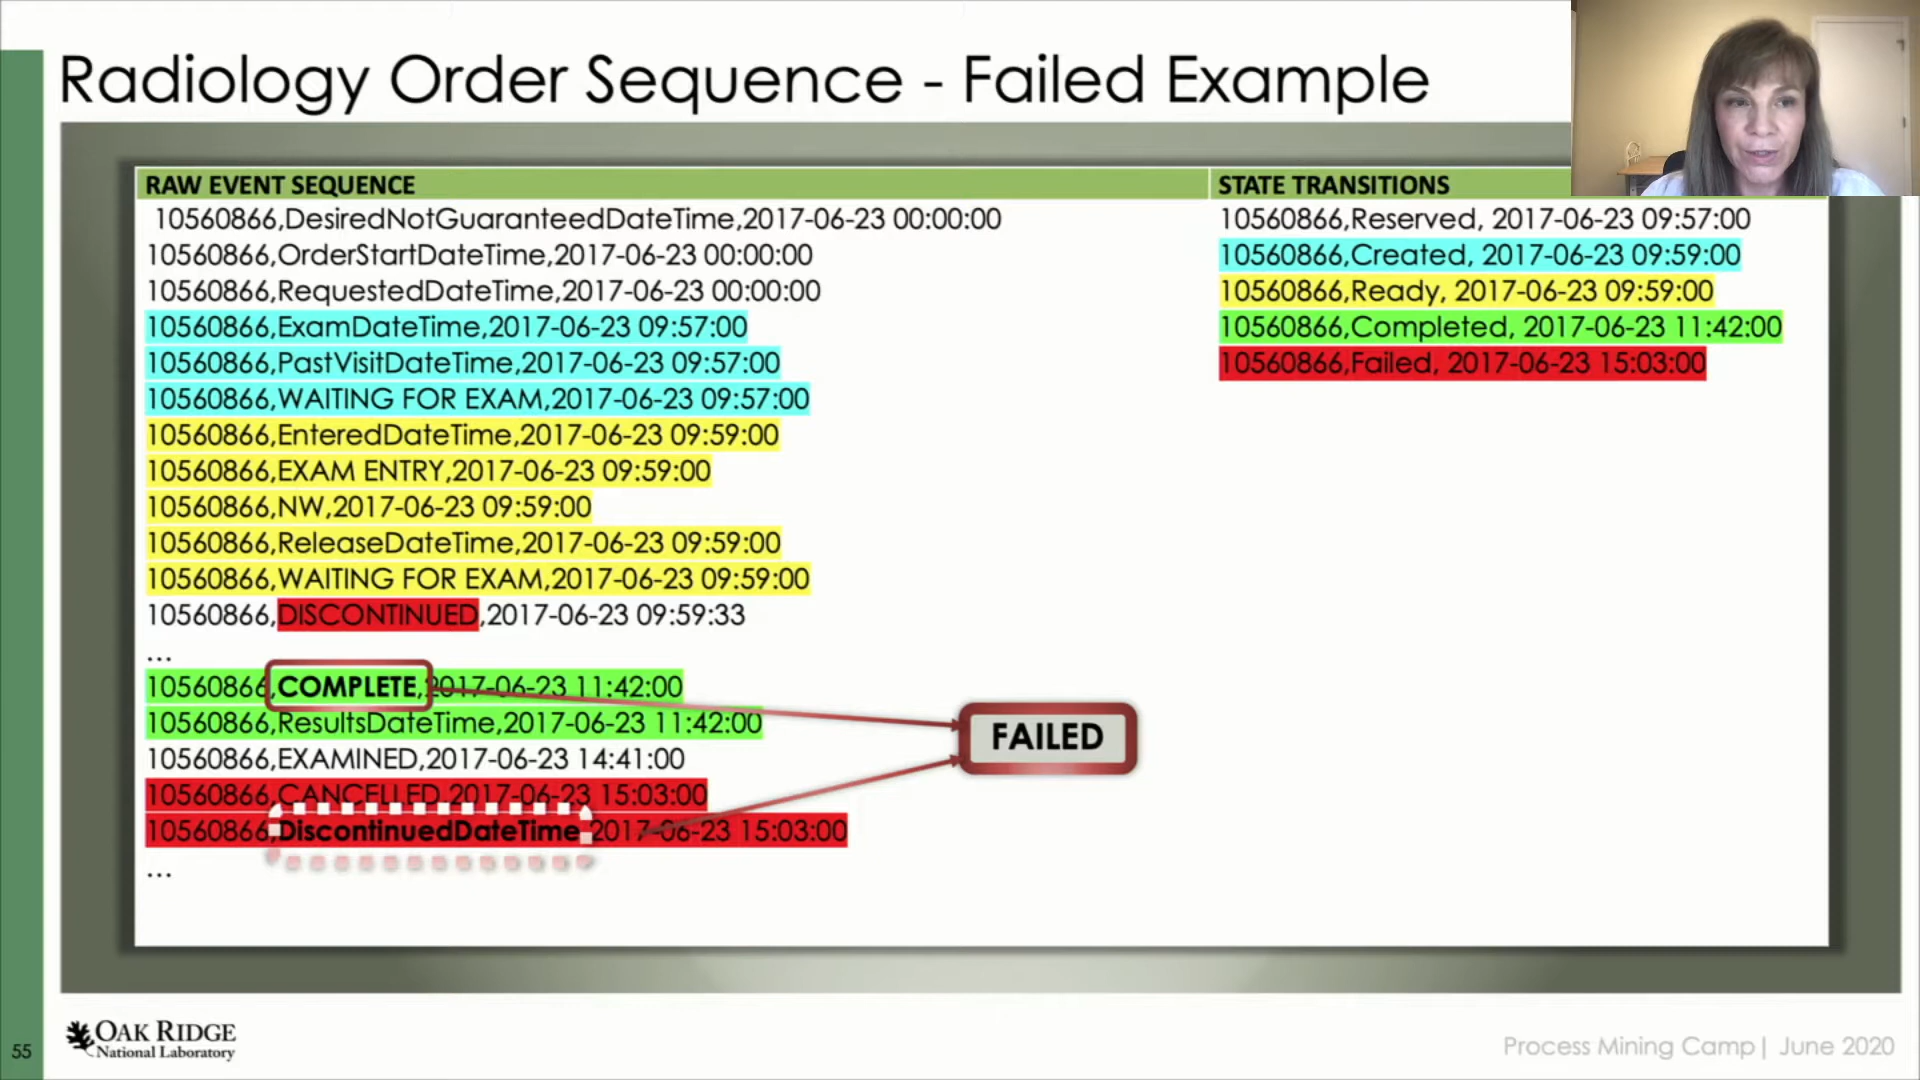 Radiology Order Sequence - Failed Example
RAW EVENT SEQUENCE
10560866,DesiredNotGuaranteedDateTime,2017-06-23 00:00:00
10560866,OrderStartDateTime,2017-06-23 00:00:00
10560866,RequestedDateTime,2017-06-23 00:00:00
10560866,ExamDateTime,2017-06-23 09:57:00
10560866,PastVisitDateTime,2017-06-23 09:57:00
10560866,WAITING FOR EXAM,2017-06-23 09:57:00
10560866,EnteredDateTime,2017-06-23 09:59:00
10560866,EXAM ENTRY,2017-06-23 09:59:00
10560866,NW,2017-06-23 09:59:00
10560866,ReleaseDateTime,2017-06-23 09:59:00
10560866,WAITING FOR EXAM,2017-06-23 09:59:00
10560866,DISCONTINUED,2017-06-23 09:59:33
...
10560866,COMPLETE,2017-06-23 11:42:00
10560866,ResultsDateTime,2017-06-23 11:42:00
10560866,EXAMINED,2017-06-23 14:41:00
10560866,CANCELLED,2017-06-23 15:03:00
10560866,DiscontinuedDateTime,2017-06-23 15:03:00
...
STATE TRANSITIONS
10560866,Reserved, 2017-06-23 09:57:00
10560866,Created, 2017-06-23 09:59:00
10560866,Ready, 2017-06-23 09:59:00
10560866,Completed, 2017-06-23 11:42:00
10560866,Failed, 2017-06-23 15:03:00
FAILED
55
OAK RIDGE
National Laboratory
Process Mining Camp| June 2020